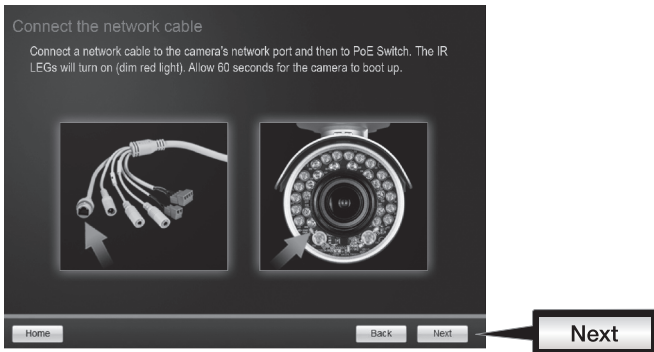 Connect the network cable
Connect a network cable to the camera's network port and then to PoE Switch. The IR
LEGs will turn on (dim red light). Allow 60 seconds for the camera to boot up.
Home
Back
Next
Next